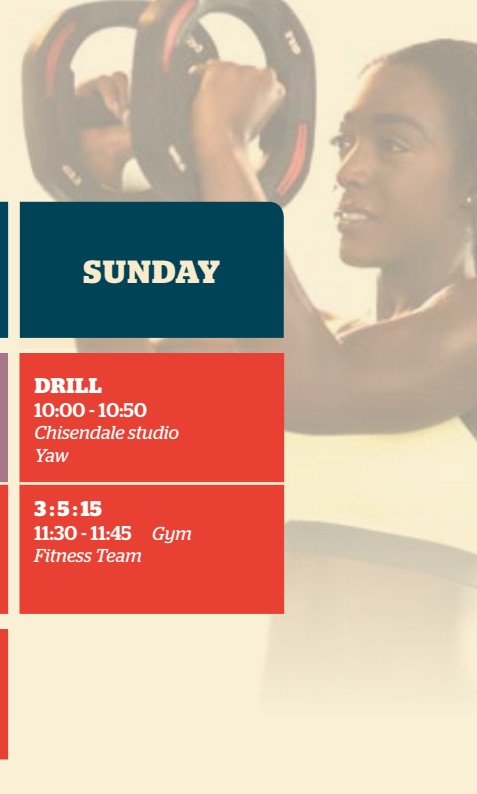 SUNDAY
DRILL
10:00 - 10:50
Chisendale studio
Yaw
3:5:15
11:30 - 11:45 Gym
Fitness Team